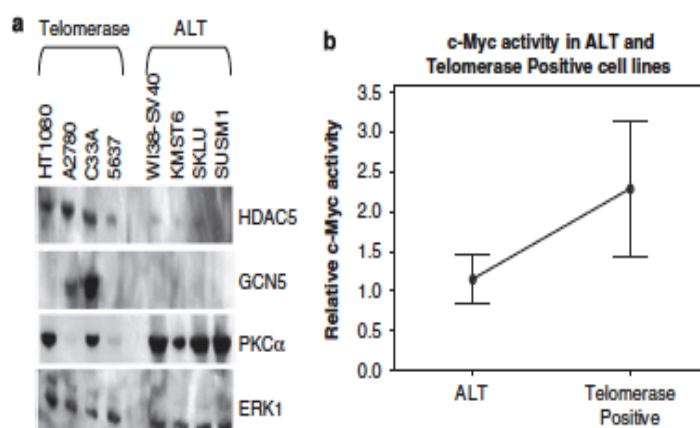 a
Telomerase ALT
HT1080
A2780
C33A
5637
WI38-SV40
KMST6
SKLU
SUSM1
HDAC5
GCN5
PKCα
ERK1
b
c-Myc activity in ALT and
Telomerase Positive cell lines
Relative c-Myc activity
3.5
3.0
2.5
2.0
1.5
1.0
0.5
0.0
ALT
Telomerase
Positive